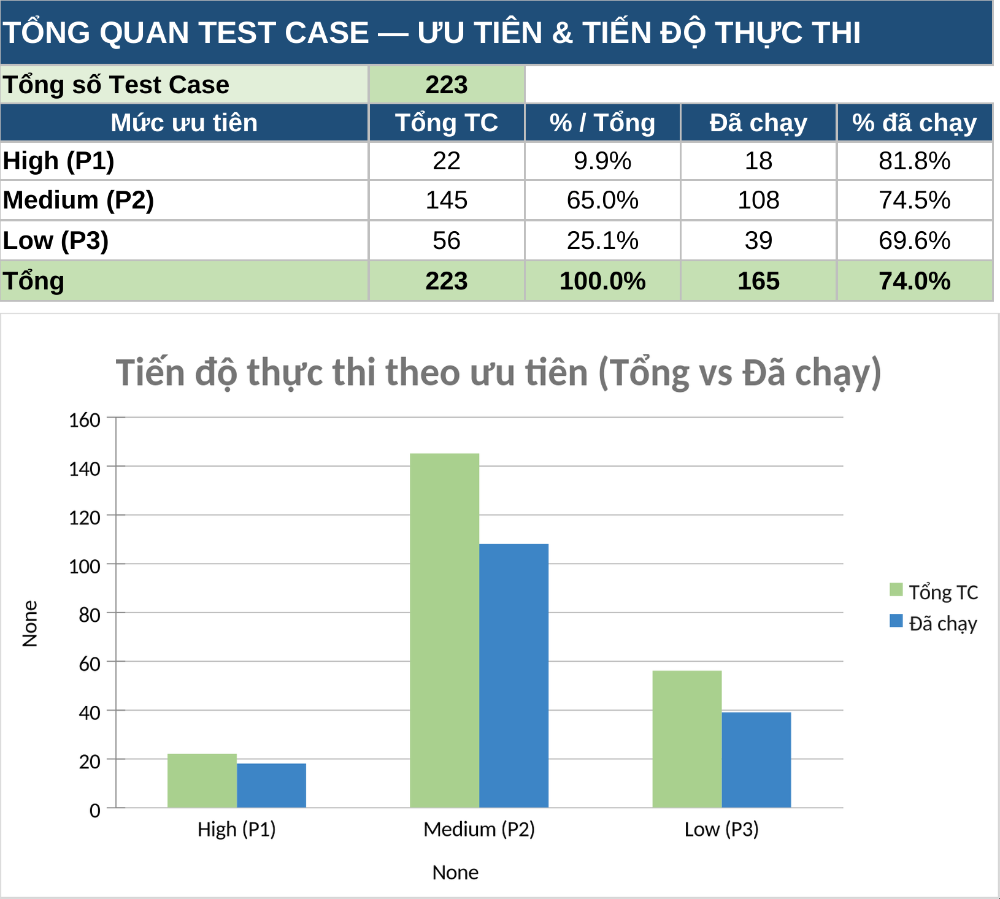 TỔNG QUAN TEST CASE — ƯU TIÊN & TIẾN ĐỘ THỰC THI
Tổng số Test Case 223
Mức ưu tiên Tổng TC % / Tổng Đã chạy % đã chạy
High (P1) 22 9.9% 18 81.8%
Medium (P2) 145 65.0% 108 74.5%
Low (P3) 56 25.1% 39 69.6%
Tổng 223 100.0% 165 74.0%
Tiến độ thực thi theo ưu tiên (Tổng vs Đã chạy)
160
140
120
100
80
60
40
20
0
None
High (P1) Medium (P2) Low (P3)
None
Tổng TC
Đã chạy